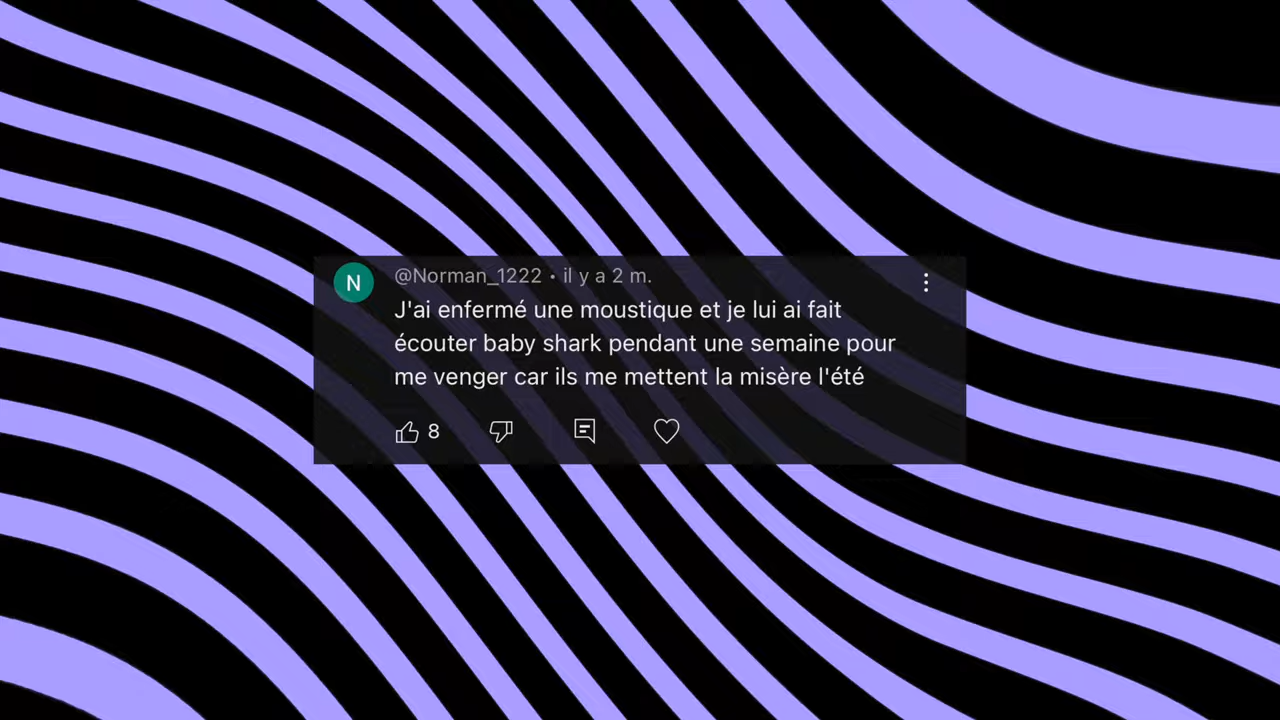 N
@Norman_1222 • il y a 2 m.
J'ai enfermé une moustique et je lui ai fait
écouter baby shark pendant une semaine pour
me venger car ils me mettent la misère l'été
8